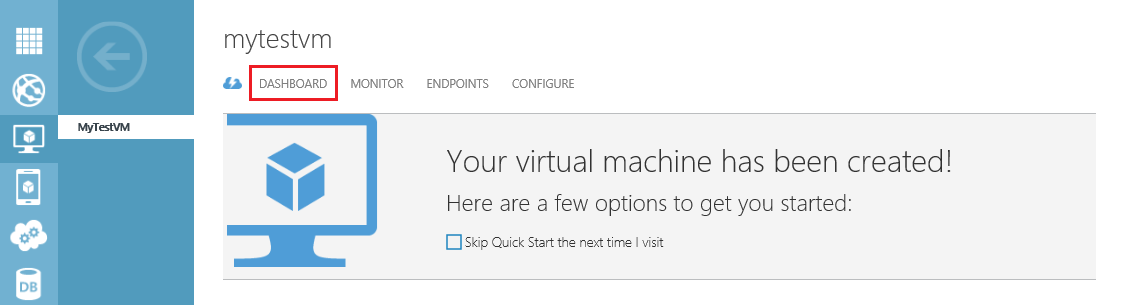 mytestvm
DASHBOARD MONITOR ENDPOINTS CONFIGURE
MyTestVM
Your virtual machine has been created!
Here are a few options to get you started:
Skip Quick Start the next time I visit
DB